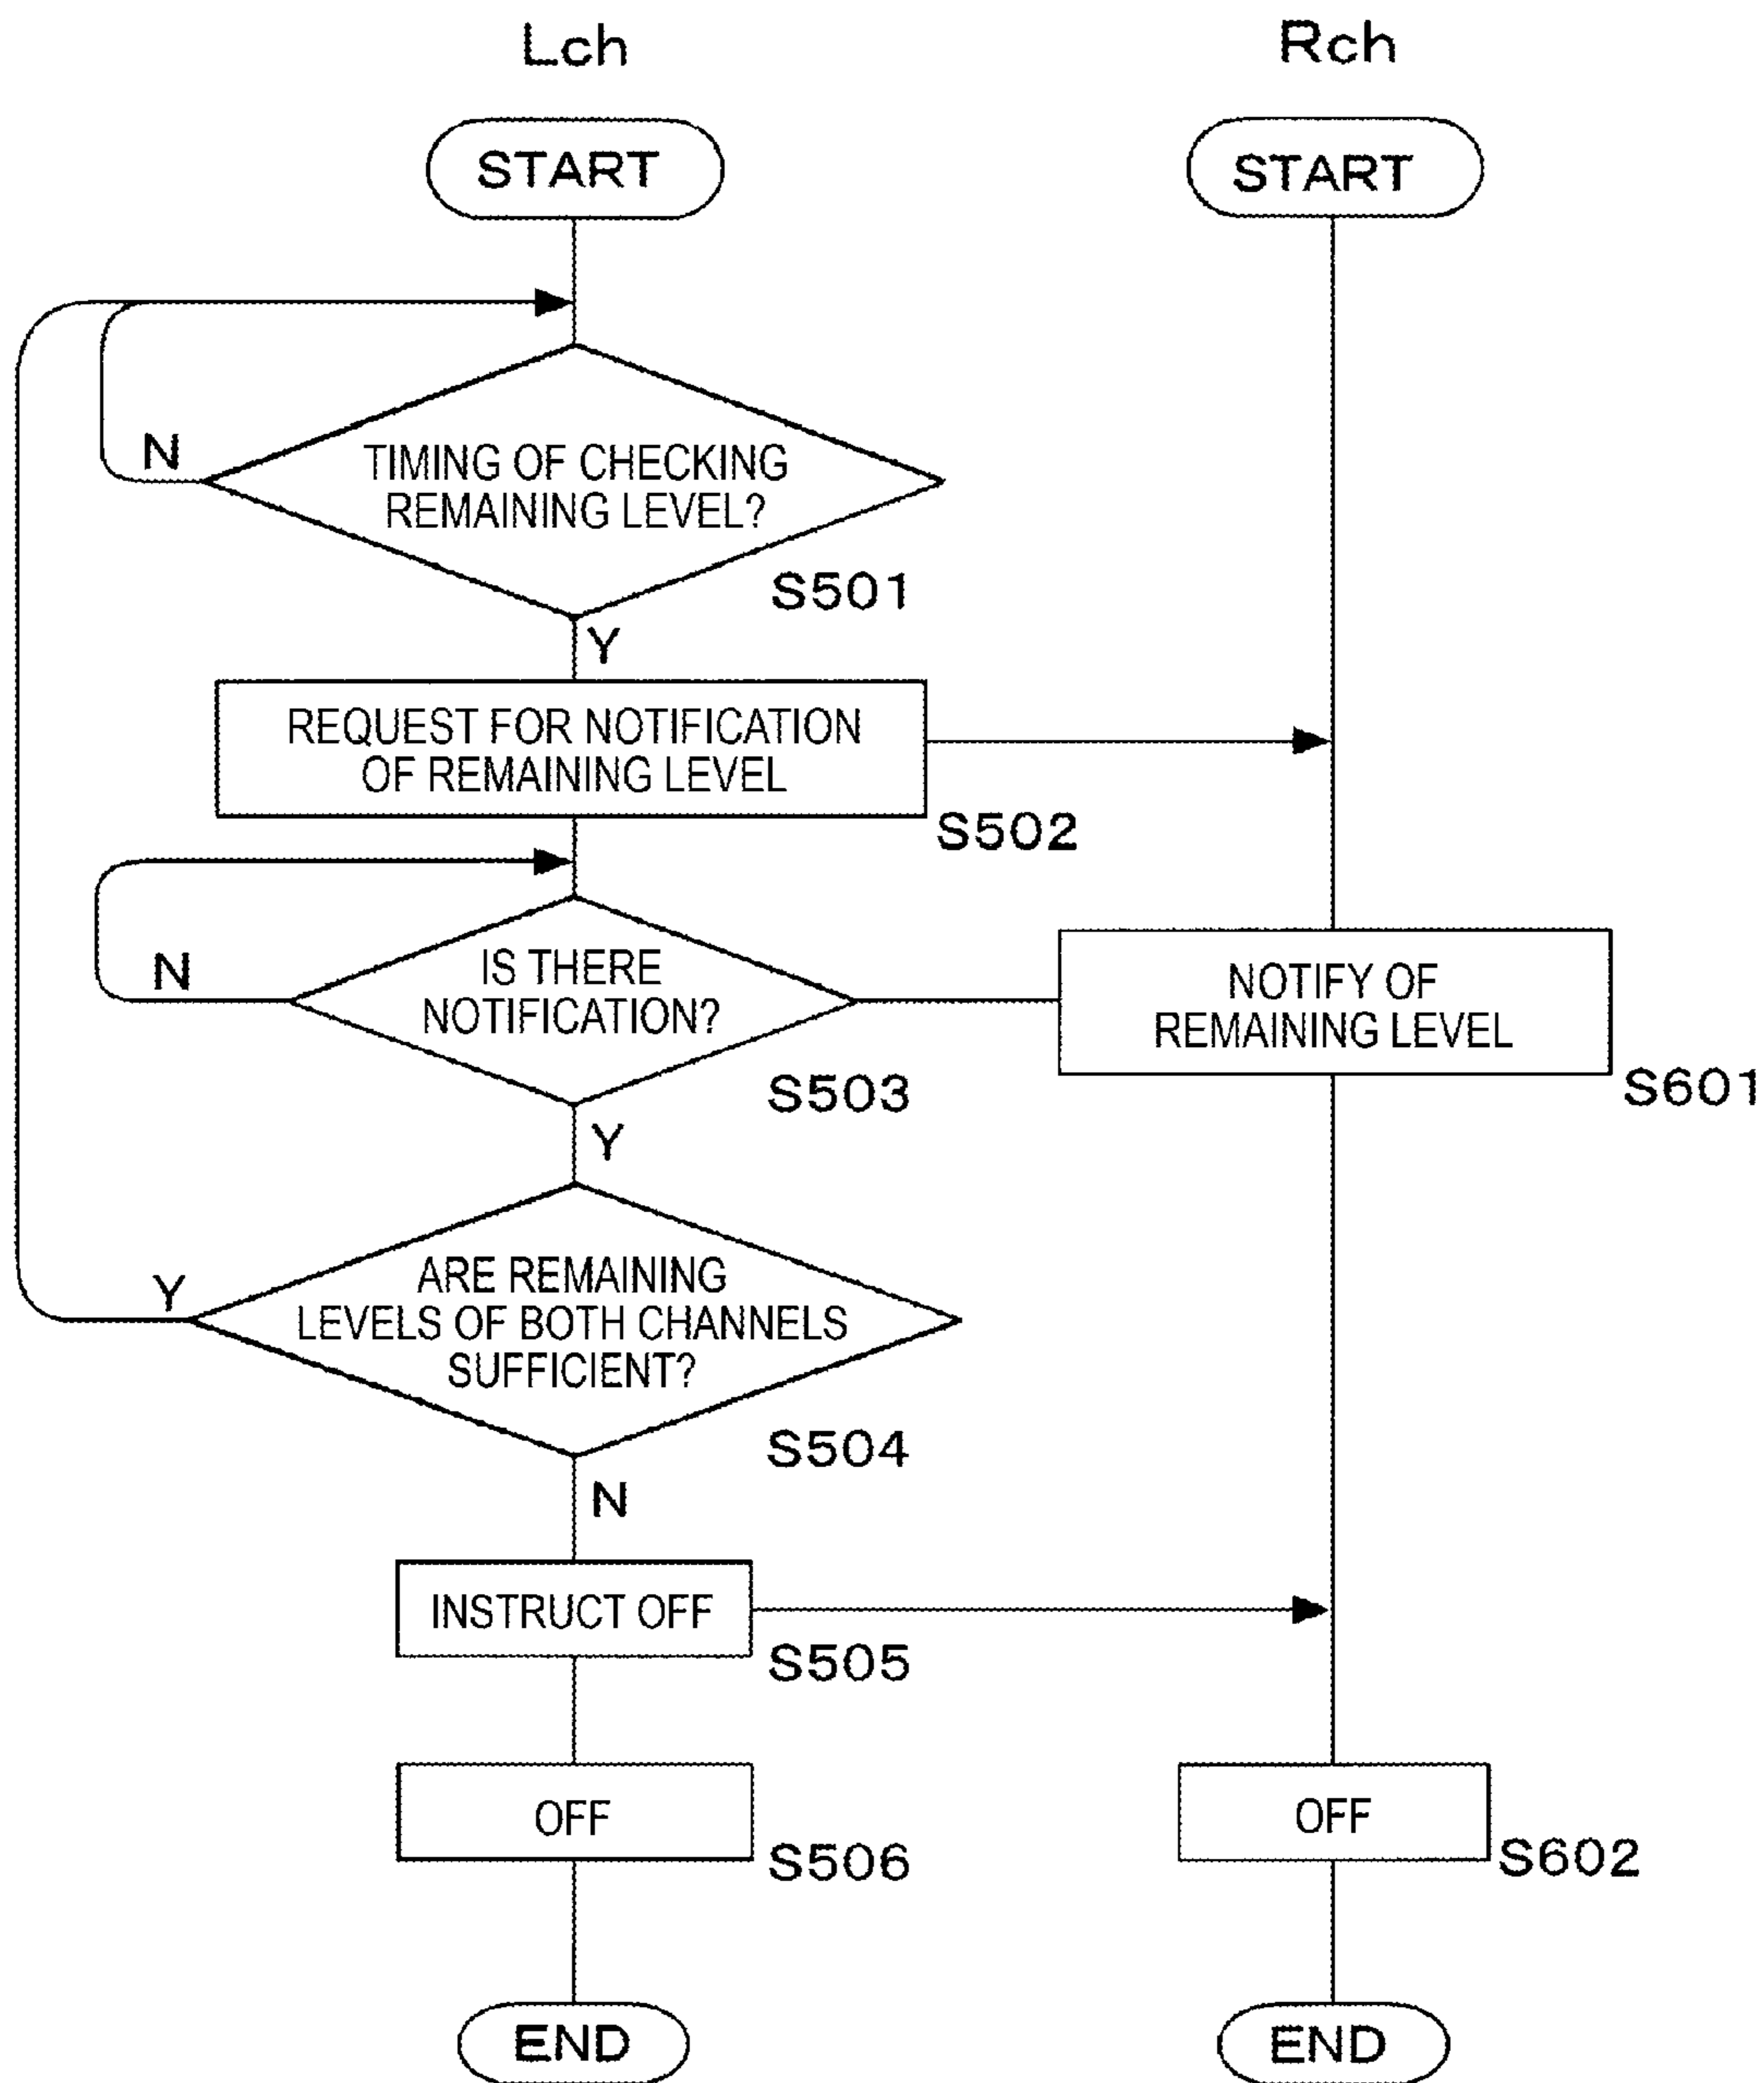 Lch
Rch
START
START
N
TIMING OF CHECKING
REMAINING LEVEL?
S501
Y
REQUEST FOR NOTIFICATION
OF REMAINING LEVEL
S502
N
IS THERE
NOTIFICATION?
S503
NOTIFY OF
REMAINING LEVEL
S601
Y
Y
ARE REMAINING
LEVELS OF BOTH CHANNELS
SUFFICIENT?
S504
N
INSTRUCT OFF
S505
OFF
S506
OFF
S602
END
END